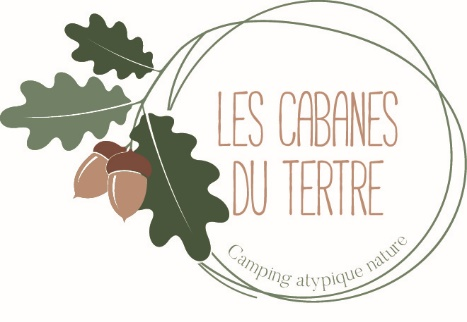 LES CABANES
DU TERTRE
Camping atypique nature